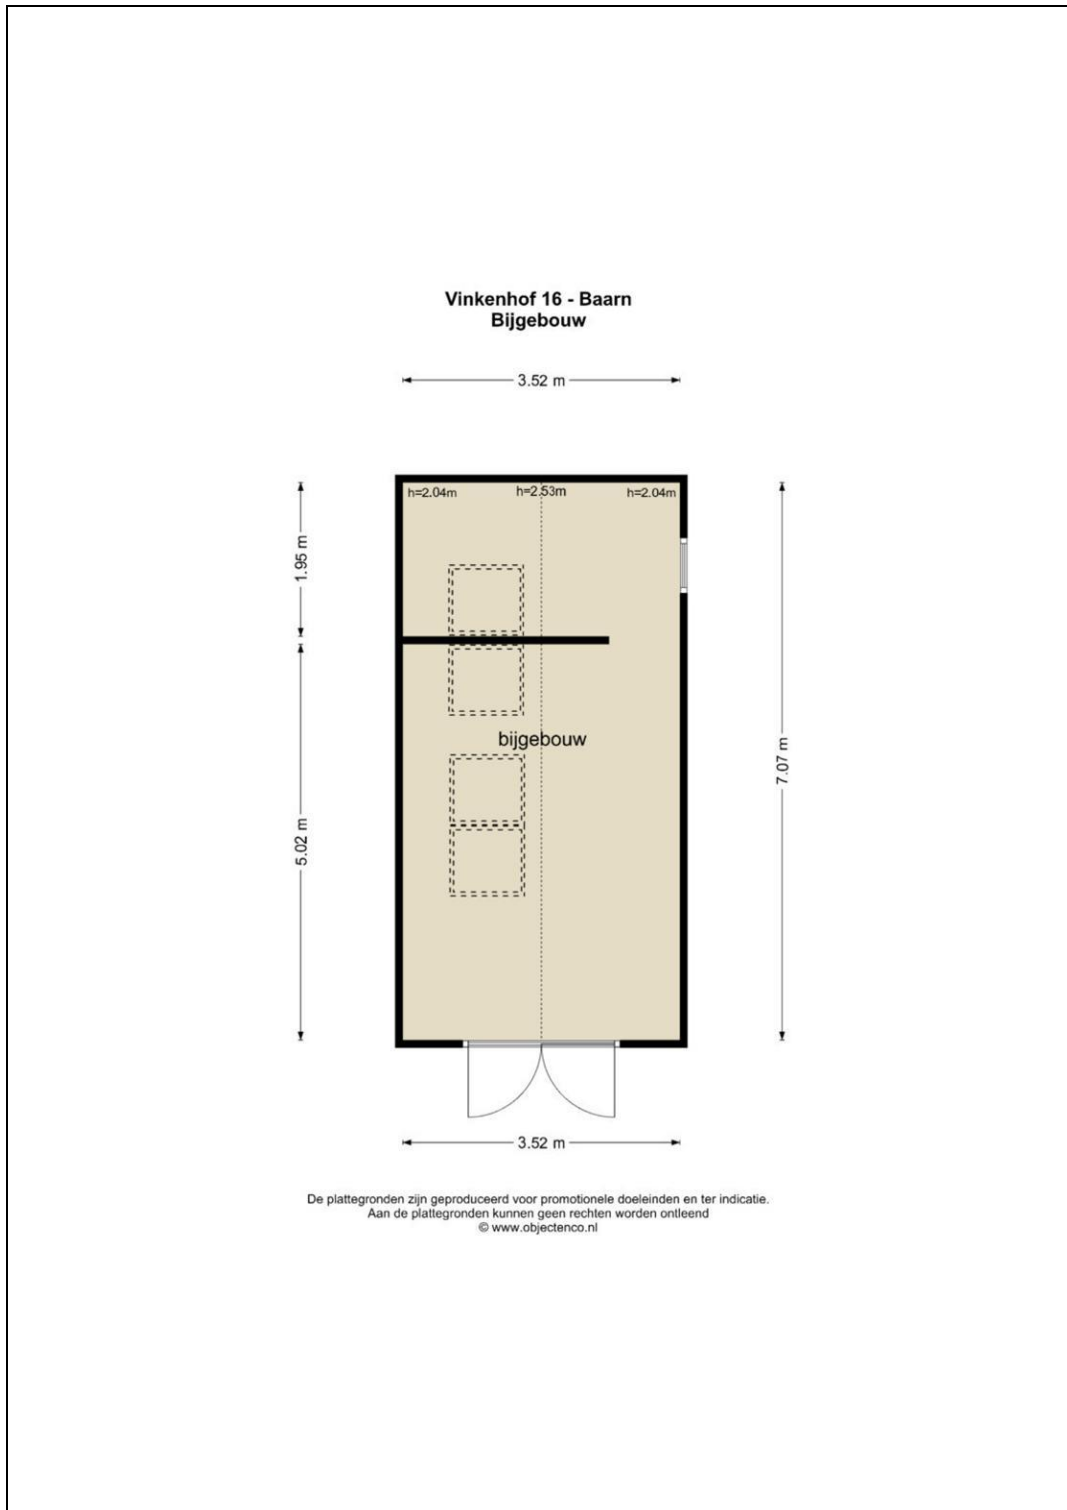 Vinkenhof 16 - Baarn
Bijgebouw
3.52 m
h=2.04m h=2.53m h=2.04m
1.95 m
bijgebouw
7.07 m
5.02 m
3.52 m
De plattegronden zijn geproduceerd voor promotionele doeleinden en ter indicatie.
Aan de plattegronden kunnen geen rechten worden ontleend
© www.objectenco.nl